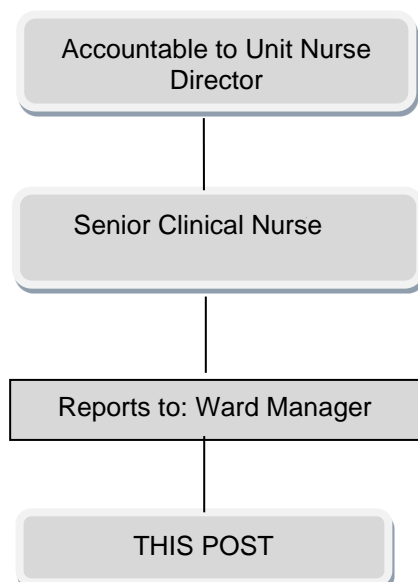 Accountable to Unit Nurse
Director
Senior Clinical Nurse
Reports to: Ward Manager
THIS POST